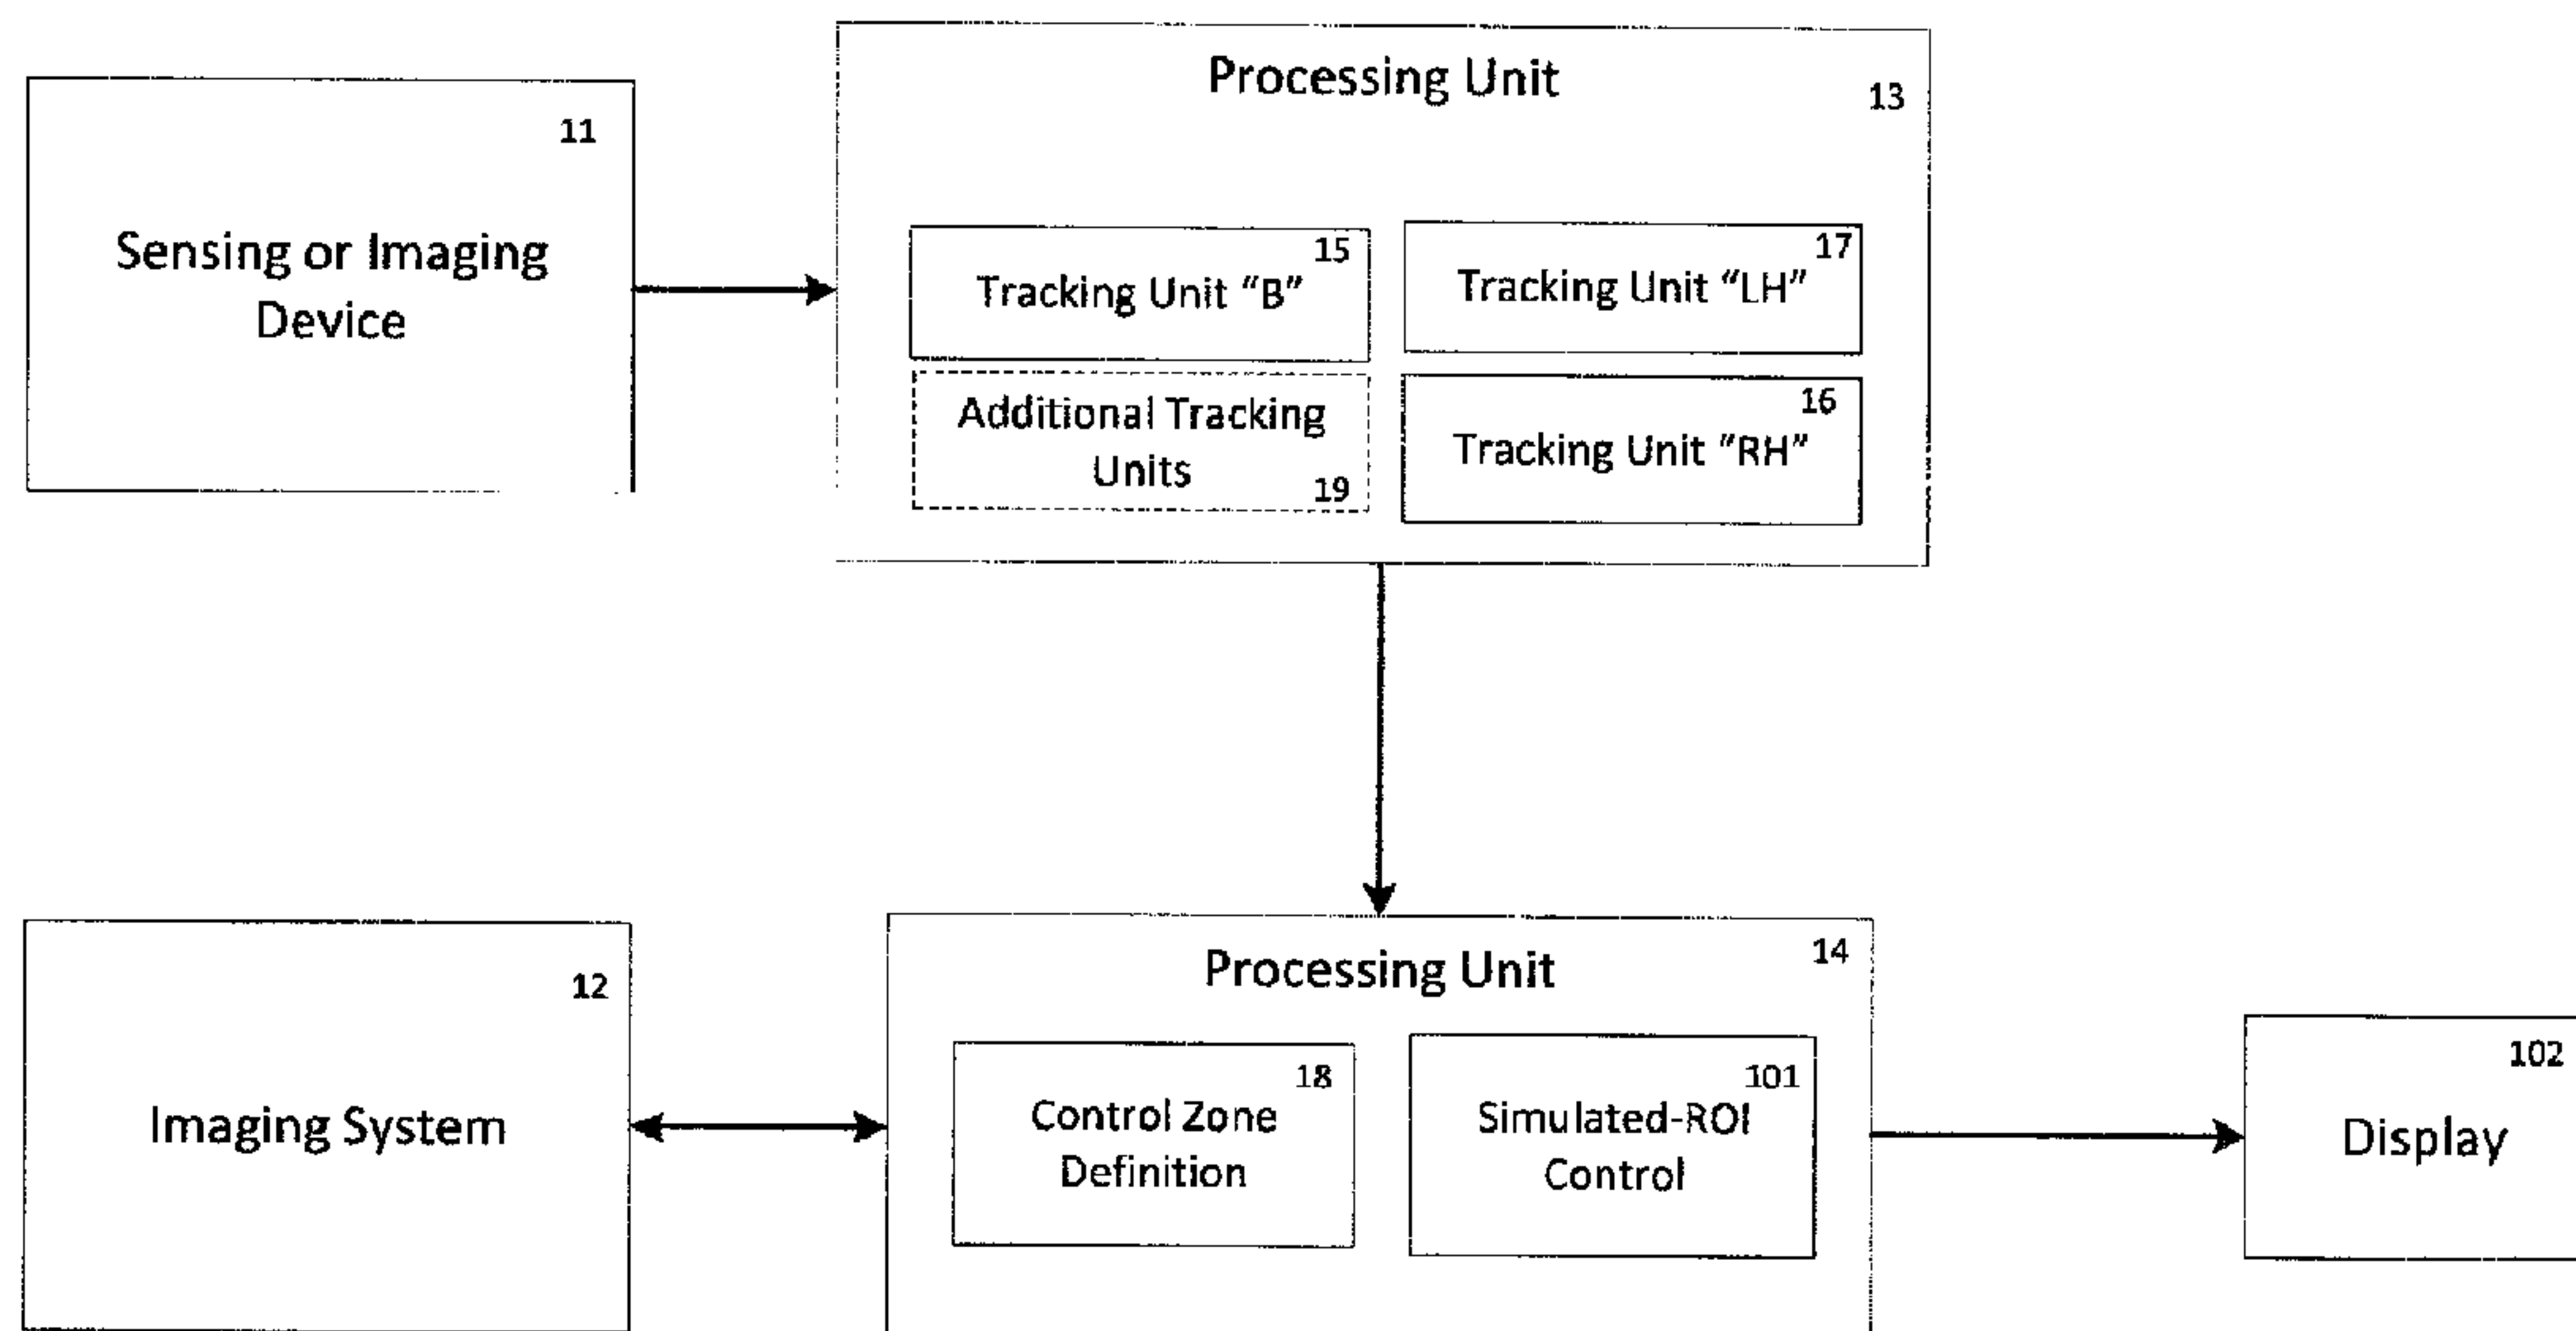 11
Sensing or Imaging
Device
Processing Unit
13
15
Tracking Unit "B"
17
Tracking Unit "LH"
Additional Tracking
Units
19
16
Tracking Unit "RH"
12
Imaging System
Processing Unit
14
18
Control Zone
Definition
101
Simulated-ROI
Control
102
Display